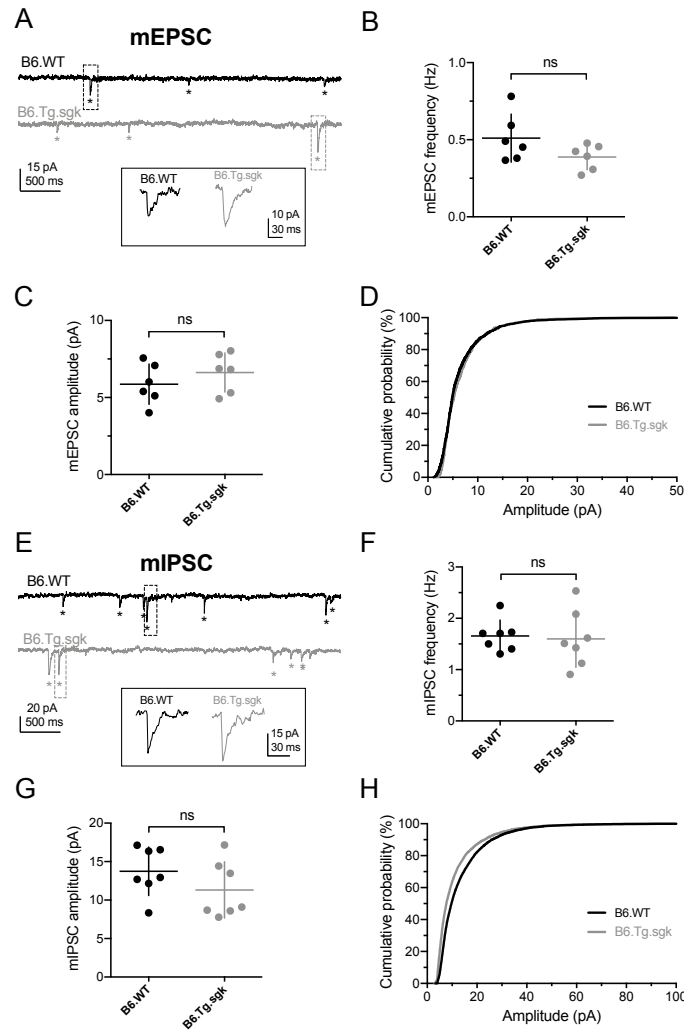 A
mEPSC
B6.WT
*
*
*
B6.Tg.sgk
*
*
*
15 pA
500 ms
B6.WT
B6.Tg.sgk
10 pA
30 ms
B
ns
mEPSC frequency (Hz)
1.0
0.5
0.0
B6.WT
B6.Tg.sgk
C
ns
mEPSC amplitude (pA)
10
5
0
B6.WT
B6.Tg.sgk
D
Cumulative probability (%)
100
80
60
40
20
0
0
10
20
30
40
50
Amplitude (pA)
B6.WT
B6.Tg.sgk
E
mIPSC
B6.WT
*
*
*
*
*
*
*
B6.Tg.sgk
*
*
*
*
*
20 pA
500 ms
B6.WT
B6.Tg.sgk
15 pA
30 ms
F
ns
mIPSC frequency (Hz)
3
2
1
0
B6.WT
B6.Tg.sgk
G
ns
mIPSC amplitude (pA)
20
15
10
5
0
B6.WT
B6.Tg.sgk
H
Cumulative probability (%)
100
80
60
40
20
0
0
20
40
60
80
100
Amplitude (pA)
B6.WT
B6.Tg.sgk